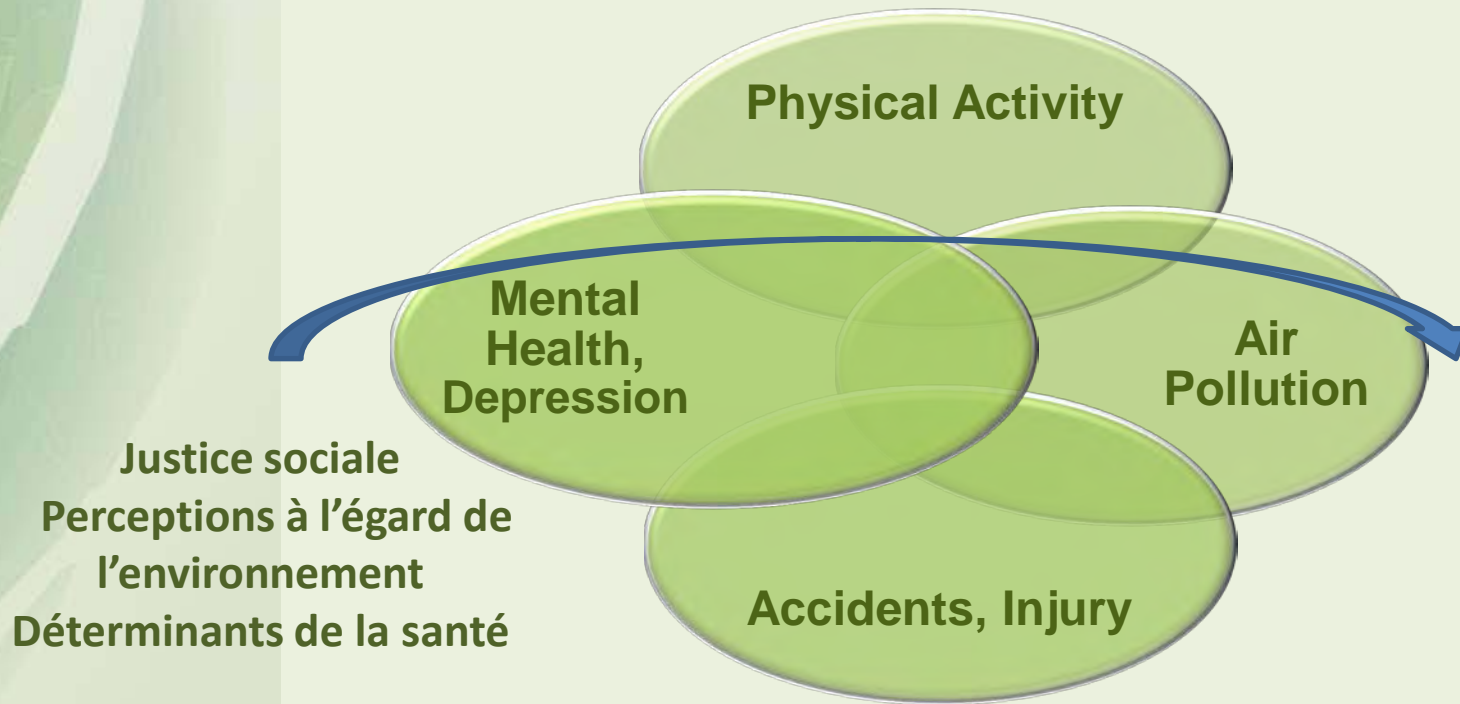 Physical Activity
Mental
Health,
Depression
Air
Pollution
Accidents, Injury
Justice sociale
Perceptions à l’égard de
l’environnement
Déterminants de la santé